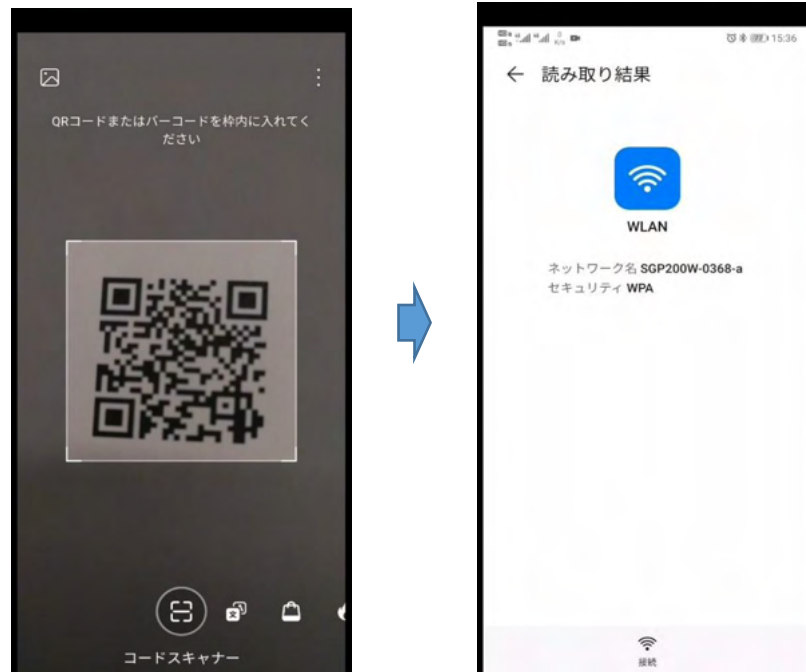 QRコードまたはバーコードを枠内に入れてく
ださい
コードスキャナー
15:36
読み取り結果
WLAN
ネットワーク名 SGP200W-0368-a
セキュリティ WPA
接続